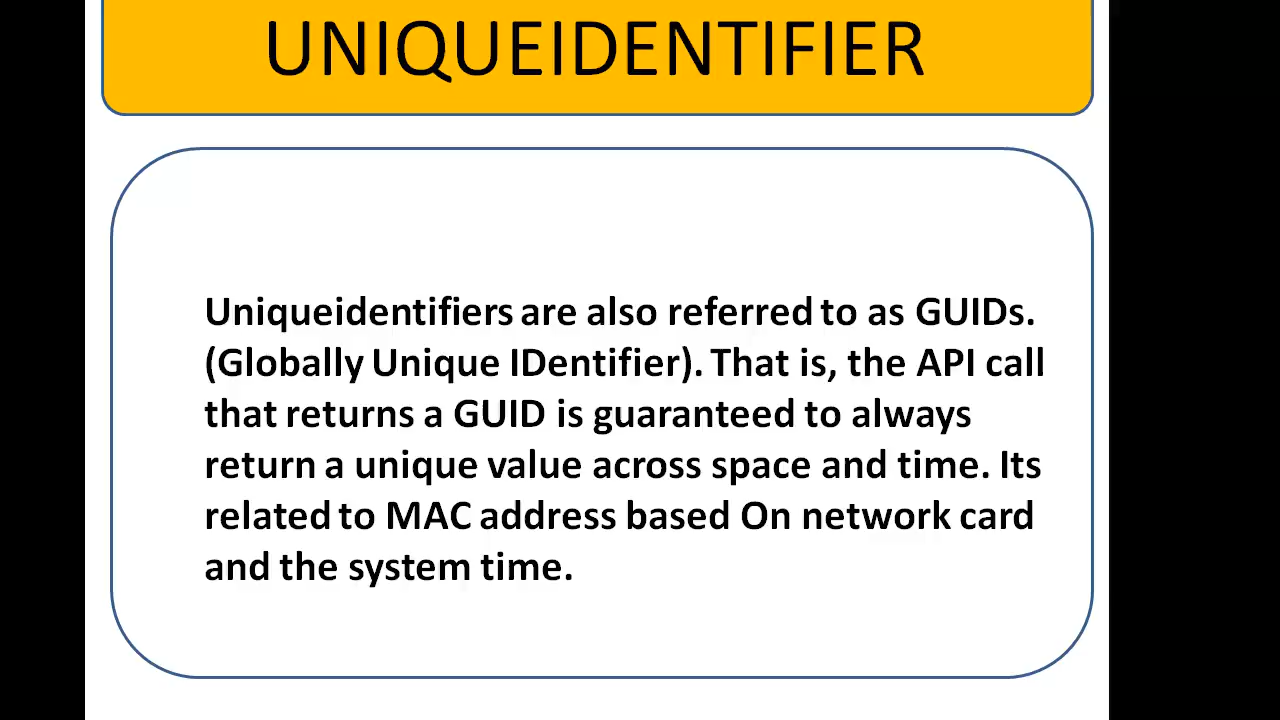 UNIQUEIDENTIFIER
Uniqueidentifiers are also referred to as GUIDs.
(Globally Unique IDentifier). That is, the API call
that returns a GUID is guaranteed to always
return a unique value across space and time. Its
related to MAC address based On network card
and the system time.